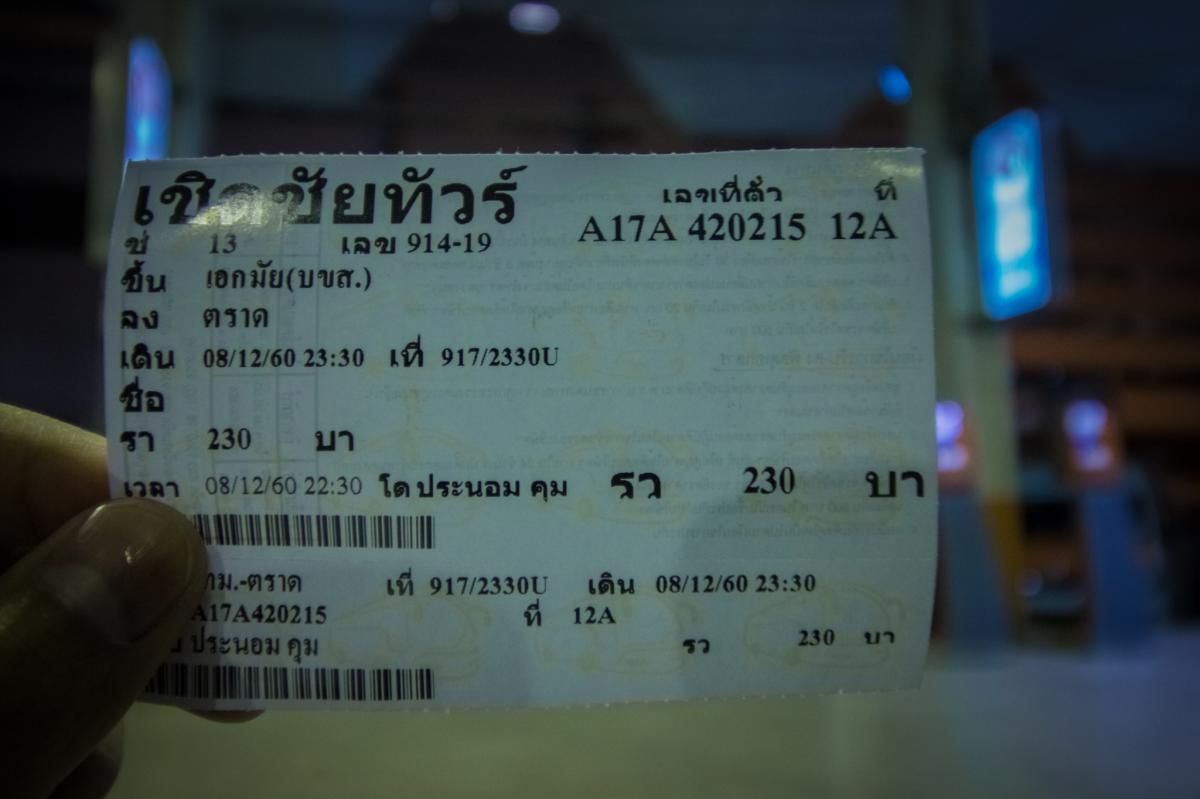 เชิดชัยทัวร์ เลขที่ตั๋ว ที่
A17A 420215 12A
ช่ 13 เลข 914-19
ขึ้น เอกมัย(บขส.)
ลง ตราด
เดิน 08/12/60 23:30 เที่ 917/2330U
ชื่อ
รา 230 บา
เวลา 08/12/60 22:30 โด ประนอม คุม รว 230 บา
ทม.-ตราด เที่ 917/2330U เดิน 08/12/60 23:30
A17A420215 ที่ 12A
ประนอม คุม รว 230 บา